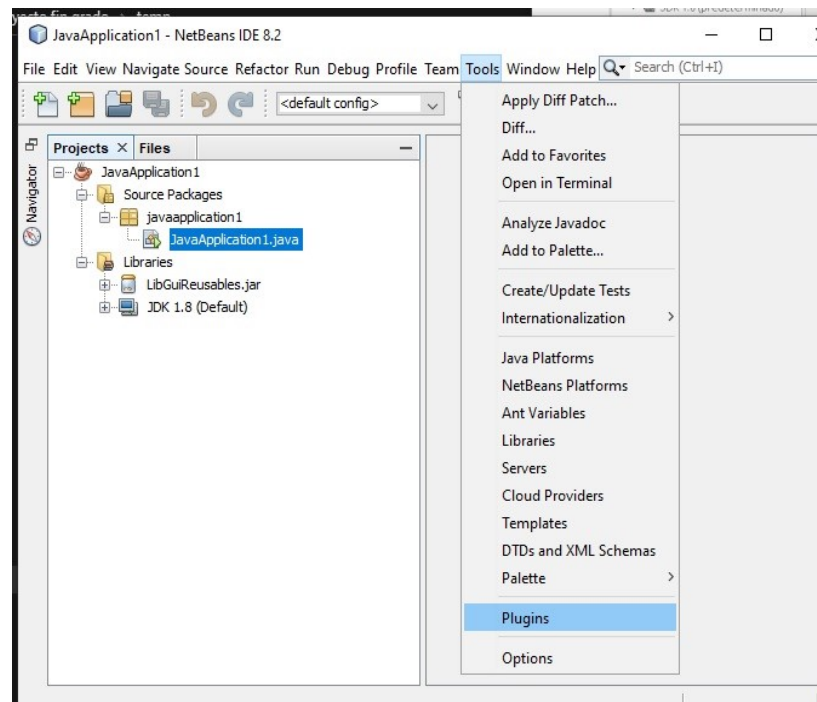 JavaApplication1 - NetBeans IDE 8.2
File Edit View Navigate Source Refactor Run Debug Profile Team Tools Window Help Search (Ctrl+I)
<default config>
Projects Files
Navigator
JavaApplication1
Source Packages
javaapplication1
JavaApplication1.java
Libraries
LibGuiReusables.jar
JDK 1.8 (Default)
Apply Diff Patch...
Diff...
Add to Favorites
Open in Terminal
Analyze Javadoc
Add to Palette...
Create/Update Tests
Internationalization
Java Platforms
NetBeans Platforms
Ant Variables
Libraries
Servers
Cloud Providers
Templates
DTDs and XML Schemas
Palette
Plugins
Options